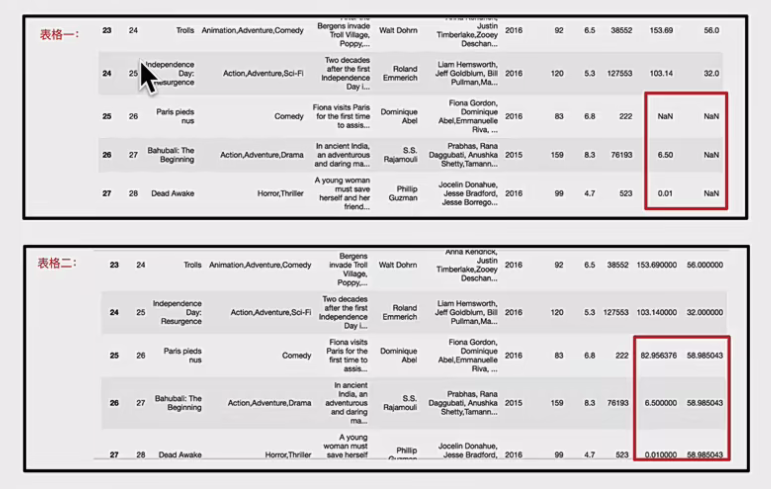 表格一:
23 24 Trolls Animation,Adventure,Comedy Bergens invade Troll Village, Poppy,... Walt Dohrn Justin Timberlake,Zooey Deschan... 2016 92 6.5 38552 153.69 56.0
24 25 Independence Day: Resurgence Action,Adventure,Sci-Fi Two decades after the first Independence Day i... Roland Emmerich Liam Hemsworth, Jeff Goldblum, Bill Pullman,Ma... 2016 120 5.3 127553 103.14 32.0
25 26 Paris pieds nus Comedy Fiona visits Paris for the first time to assis... Dominique Abel Fiona Gordon, Dominique Abel,Emmanuelle Riva, ... 2016 83 6.8 222 NaN NaN
26 27 Bahubali: The Beginning Action,Adventure,Drama In ancient India, an adventurous and daring ma... S.S. Rajamouli Prabhas, Rana Daggubati, Anushka Shetty,Tamann... 2015 159 8.3 76193 6.50 NaN
27 28 Dead Awake Horror,Thriller A young woman must save herself and her friend... Phillip Guzman Jocelin Donahue, Jesse Bradford, Jesse Borrego... 2016 99 4.7 523 0.01 NaN
表格二:
23 24 Trolls Animation,Adventure,Comedy Bergens invade Troll Village, Poppy,... Walt Dohrn Anna Kendrick, Justin Timberlake,Zooey Deschan... 2016 92 6.5 38552 153.690000 56.000000
24 25 Independence Day: Resurgence Action,Adventure,Sci-Fi Two decades after the first Independence Day i... Roland Emmerich Liam Hemsworth, Jeff Goldblum, Bill Pullman,Ma... 2016 120 5.3 127553 103.140000 32.000000
25 26 Paris pieds nus Comedy Fiona visits Paris for the first time to assis... Dominique Abel Fiona Gordon, Dominique Abel,Emmanuelle Riva, ... 2016 83 6.8 222 82.956376 58.985043
26 27 Bahubali: The Beginning Action,Adventure,Drama In ancient India, an adventurous and daring ma... S.S. Rajamouli Prabhas, Rana Daggubati, Anushka Shetty,Tamann... 2015 159 8.3 76193 6.500000 58.985043
27 28 Dead Awake Horror,Thriller A young woman must save herself Phillip Jocelin Donahue, Jesse Bradford, 2016 99 4.7 523 0.010000 58.985043